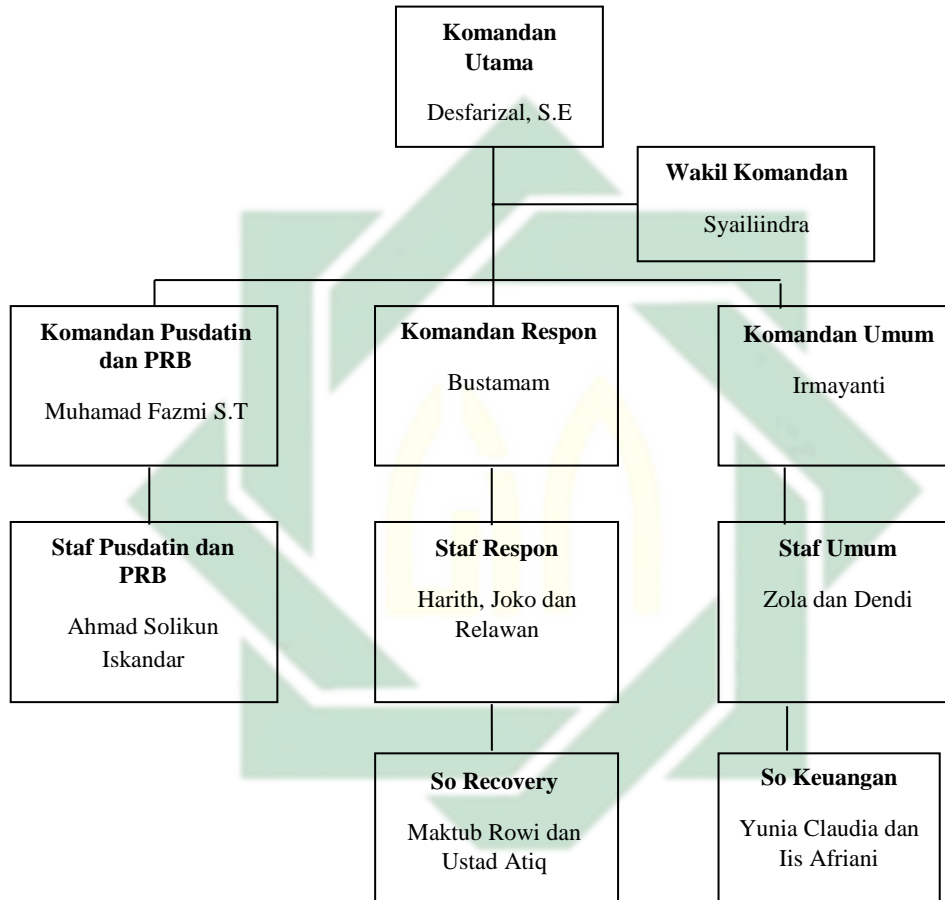 Komandan
Utama
Desfarizal, S.E
Wakil Komandan
Syailiindra
Komandan Pusdatin
dan PRB
Muhamad Fazmi S.T
Komandan Respon
Bustamam
Komandan Umum
Irmayanti
Staf Pusdatin dan
PRB
Ahmad Solikun
Iskandar
Staf Respon
Harith, Joko dan
Relawan
Staf Umum
Zola dan Dendi
So Recovery
Maktub Rowi dan
Ustad Atiq
So Keuangan
Yunia Claudia dan
Iis Afriani